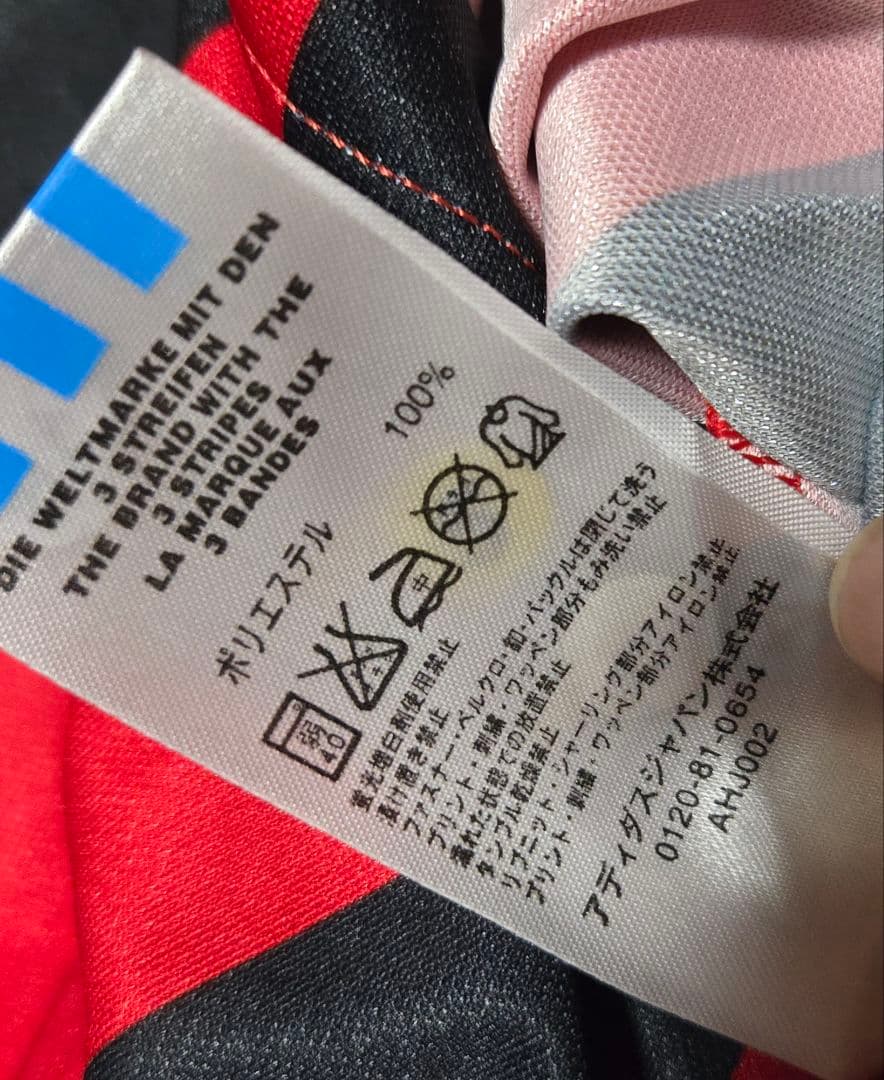 DIE WELTMARKE MIT DEN
3 STREIFEN
THE BRAND WITH THE
3 STRIPES
LA MARQUE AUX
3 BANDES
ポリエステル 100%
弱
40
中
蛍光増白剤使用禁止
漬け置き禁止
ファスナー・ベルクロ・釦・バックルは閉じて洗う
プリント・刺繍・ワッペン部分もみ洗い禁止
濡れた状態での放置禁止
タンブル乾燥禁止
リブニット・シャーリング部分アイロン禁止
プリント・刺繍・ワッペン部分アイロン禁止
アディダスジャパン株式会社
0120-81-0654
AHJ002